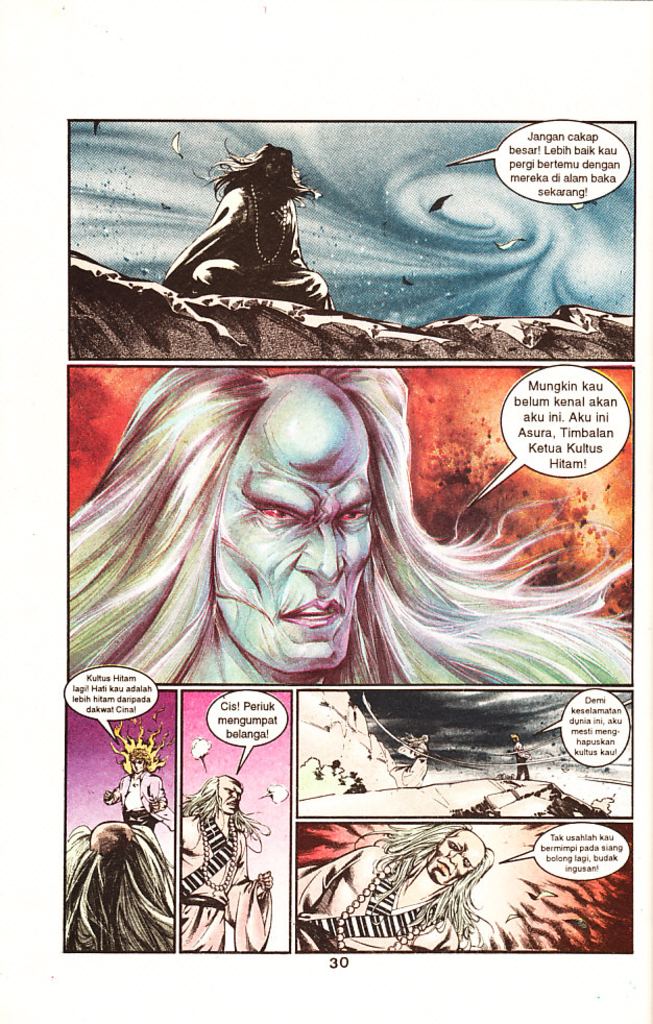 Jangan cakap
besar! Lebih baik kau
pergi bertemu dengan
mereka di alam baka
sekarang!
Mungkin kau
belum kenal akan
aku ini. Aku ini
Asura, Timbalan
Ketua Kultus
Hitam!
Kultus Hitam
lagi! Hati kau adalah
lebih hitam daripada
dakwat Cina!
Cis! Periuk
mengumpat
belanga!
Demi
keselamatan
dunia ini, aku
mesti meng-
hapuskan
kultus kau!
Tak usahlah kau
bermimpi pada siang
bolong lagi, budak
ingusan!
30